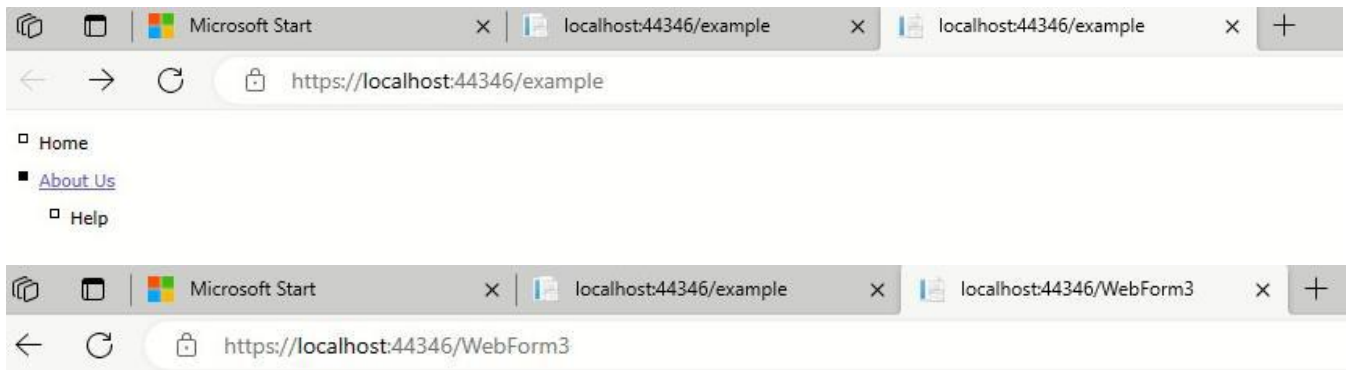 Microsoft Start localhost:44346/example localhost:44346/example
https://localhost:44346/example
Home
About Us
Help
Microsoft Start localhost:44346/example localhost:44346/WebForm3
https://localhost:44346/WebForm3